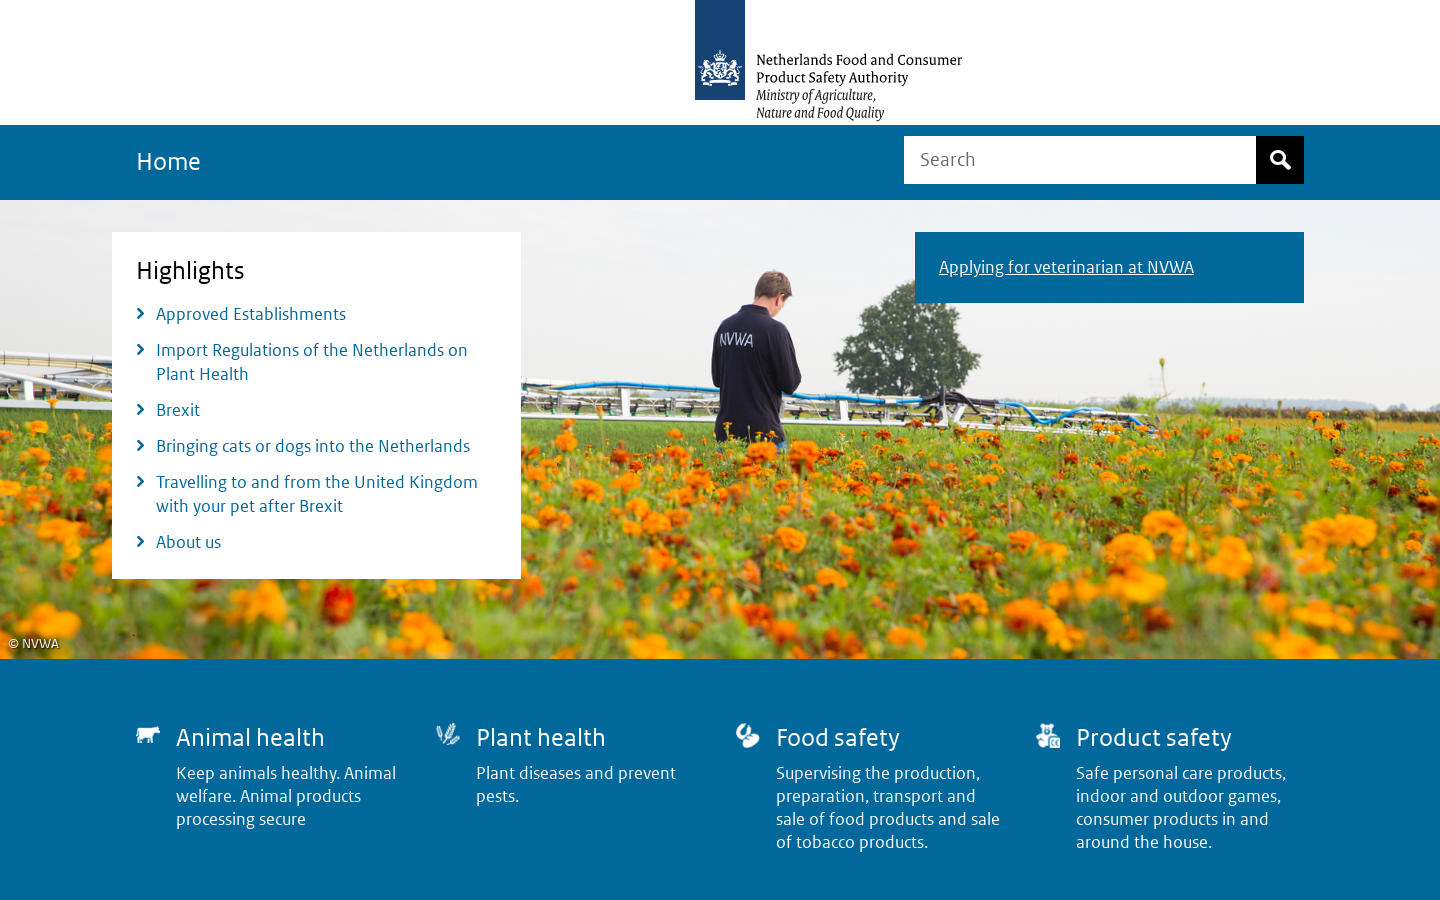 Netherlands Food and Consumer
Product Safety Authority
Ministry of Agriculture,
Nature and Food Quality
Home
Search
Highlights
Approved Establishments
Import Regulations of the Netherlands on
Plant Health
Brexit
Bringing cats or dogs into the Netherlands
Travelling to and from the United Kingdom
with your pet after Brexit
About us
Applying for veterinarian at NVWA
NVWA
© NVWA
Animal health
Keep animals healthy. Animal
welfare. Animal products
processing secure
Plant health
Plant diseases and prevent
pests.
Food safety
Supervising the production,
preparation, transport and
sale of food products and sale
of tobacco products.
Product safety
Safe personal care products,
indoor and outdoor games,
consumer products in and
around the house.